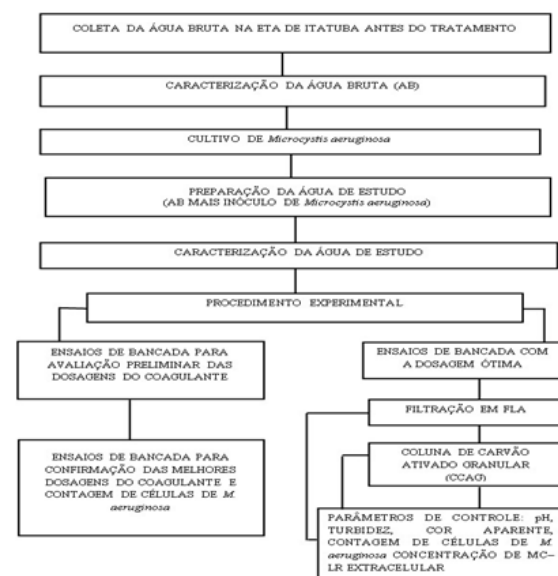 COLETA DA ÁGUA BRUTA NA ETA DE ITATUBA ANTES DO TRATAMENTO
CARACTERIZAÇÃO DA ÁGUA BRUTA (AB)
CULTIVO DE Microcystis aeruginosa
PREPARAÇÃO DA ÁGUA DE ESTUDO
(AB MAIS INÓCULO DE Microcystis aeruginosa)
CARACTERIZAÇÃO DA ÁGUA DE ESTUDO
PROCEDIMENTO EXPERIMENTAL
ENSAIOS DE BANCADA PARA
AVALIAÇÃO PRELIMINAR DAS
DOSAGENS DO COAGULANTE
ENSAIOS DE BANCADA PARA
CONFIRMAÇÃO DAS MELHORES
DOSAGENS DO COAGULANTE E
CONTAGEM DE CÉLULAS DE M.
aeruginosa
ENSAIOS DE BANCADA COM
A DOSAGEM ÓTIMA
FILTRAÇÃO EM FLA
COLUNA DE CARVÃO
ATIVADO GRANULAR
(CCAG)
PARÂMETROS DE CONTROLE: pH,
TURBIDEZ, COR APARENTE,
CONTAGEM DE CÉLULAS DE M.
aeruginosa CONCENTRAÇÃO DE MC–
LR EXTRACELULAR